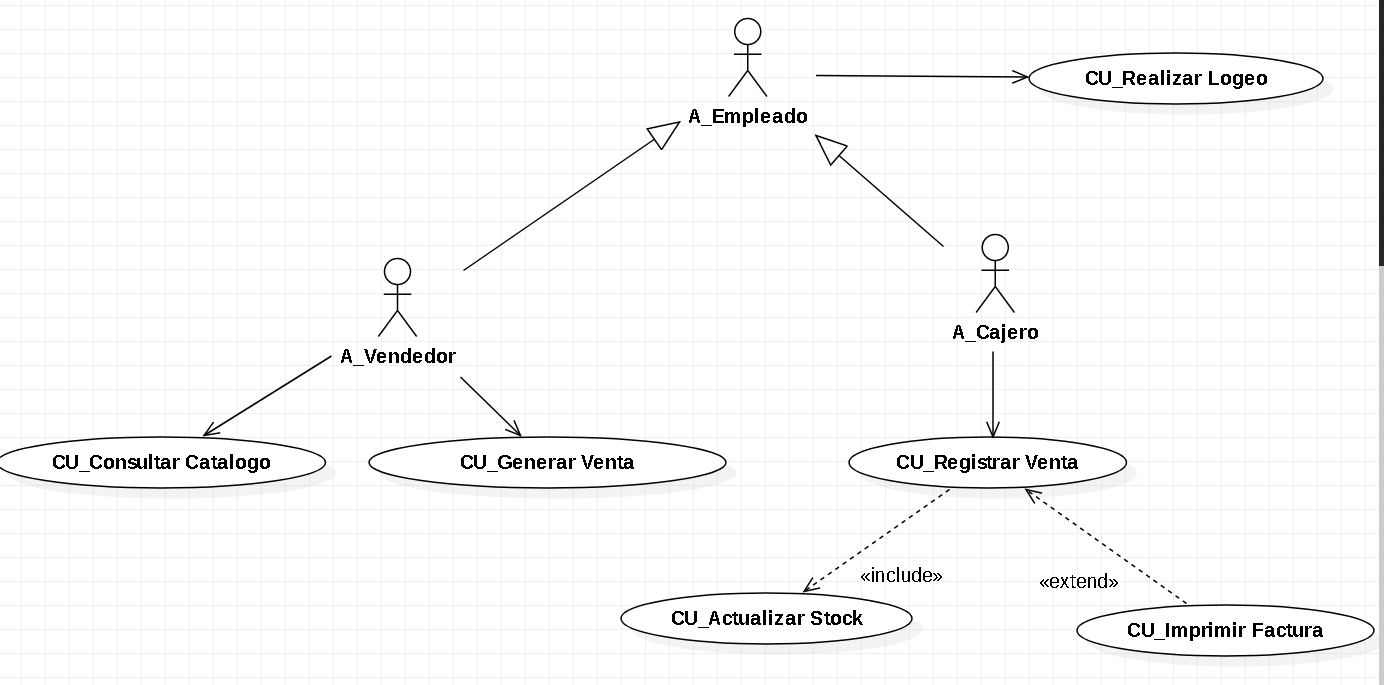 CU_Realizar Logeo
A_Empleado
A_Cajero
A_Vendedor
CU_Consultar Catalogo
CU_Generar Venta
CU_Registrar Venta
«include»
«extend»
CU_Actualizar Stock
CU_Imprimir Factura